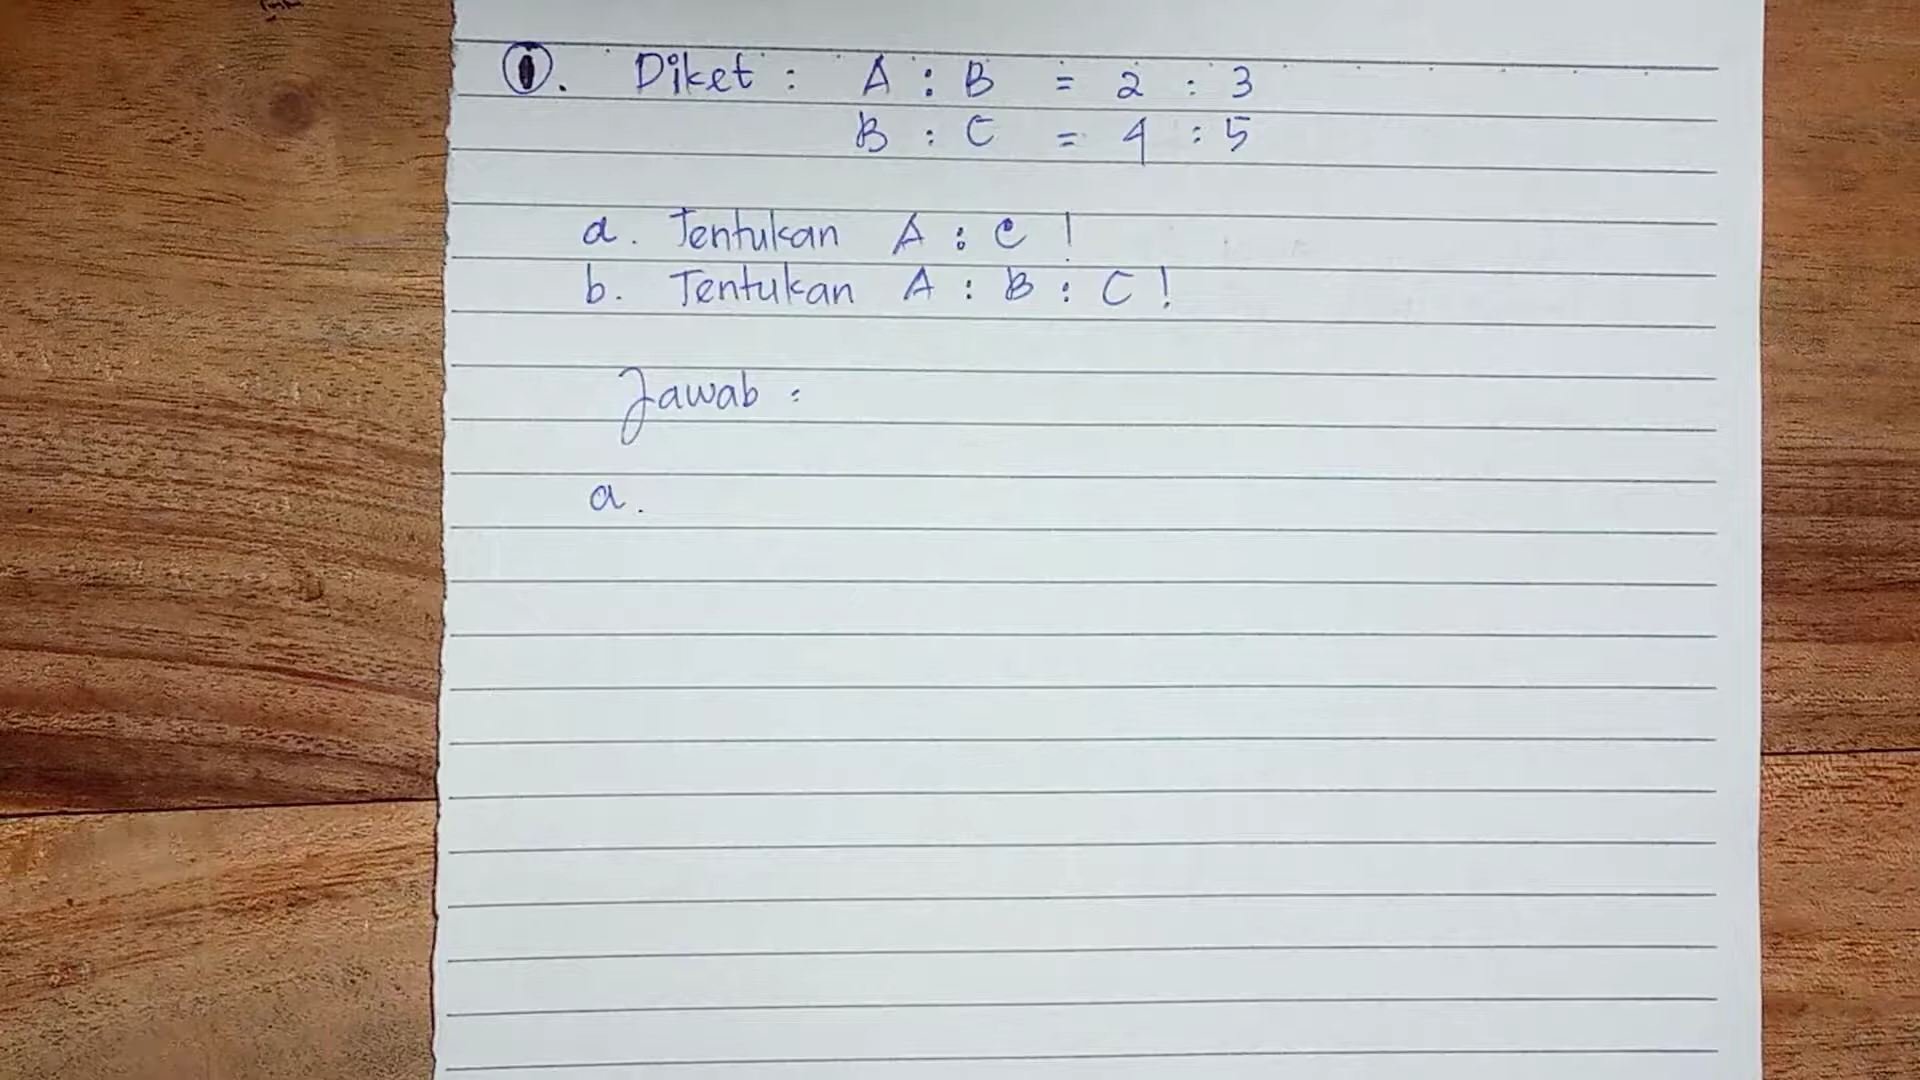 1. Diket : A : B = 2 : 3
B : C = 4 : 5
a. Tentukan A : C !
b. Tentukan A : B : C !
Jawab :
a.